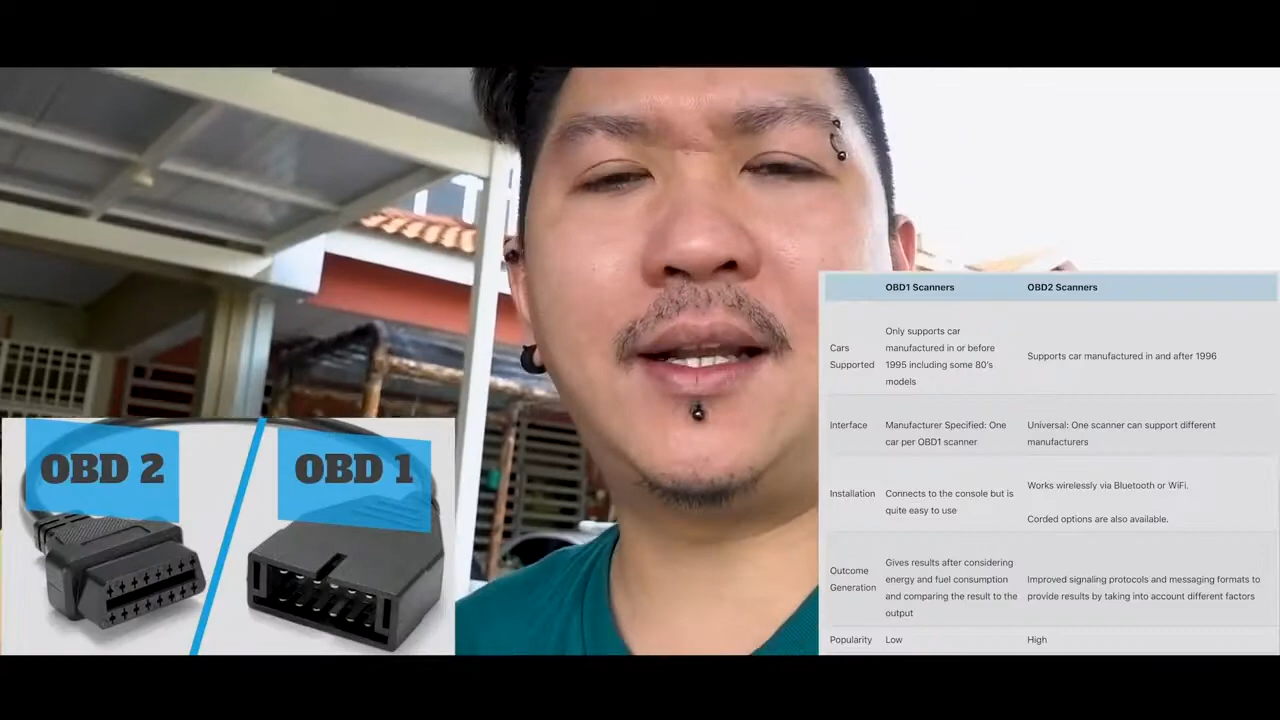 OBD 2
OBD 1
OBD1 Scanners
OBD2 Scanners
Cars
Supported
Only supports car
manufactured in or before
1995 including some 80's
models
Supports car manufactured in and after 1996
Interface
Manufacturer Specified: One
car per OBD1 scanner
Universal: One scanner can support different
manufacturers
Installation
Connects to the console but is
quite easy to use
Works wirelessly via Bluetooth or WiFi.
Corded options are also available.
Outcome
Generation
Gives results after considering
energy and fuel consumption
and comparing the result to the
output
Improved signaling protocols and messaging formats to
provide results by taking into account different factors
Popularity
Low
High